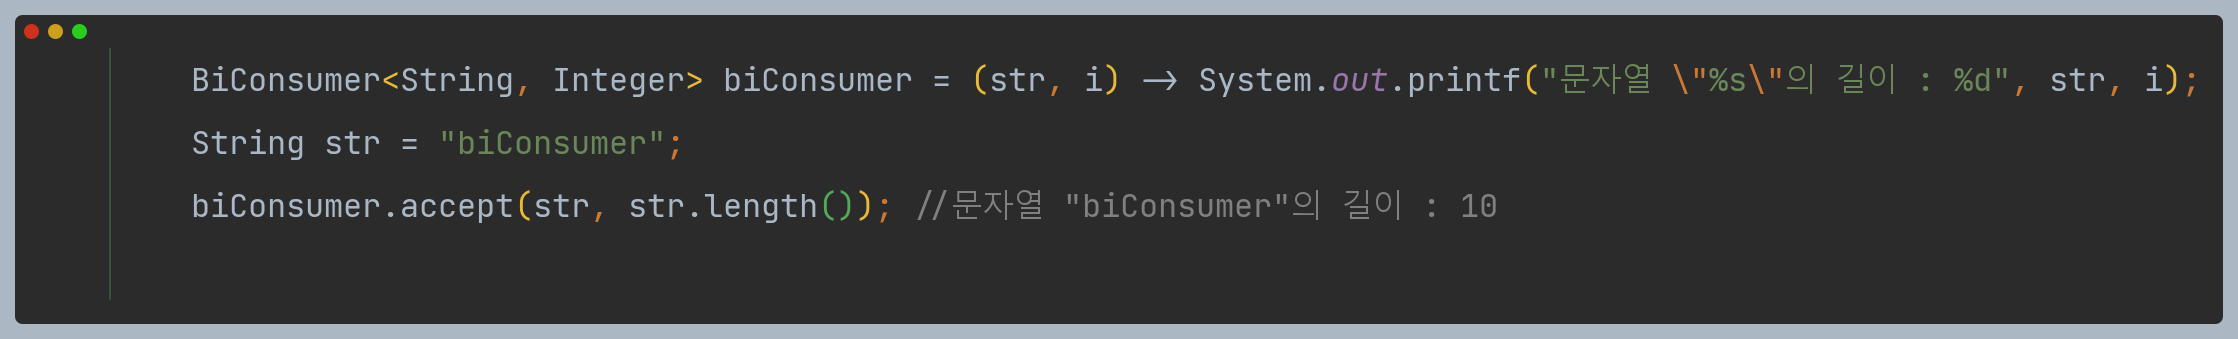 BiConsumer<String, Integer> biConsumer = (str, i) -> System.out.printf("문자열 \"%s\"의 길이 : %d", str, i);
String str = "biConsumer";
biConsumer.accept(str, str.length()); //문자열 "biConsumer"의 길이 : 10